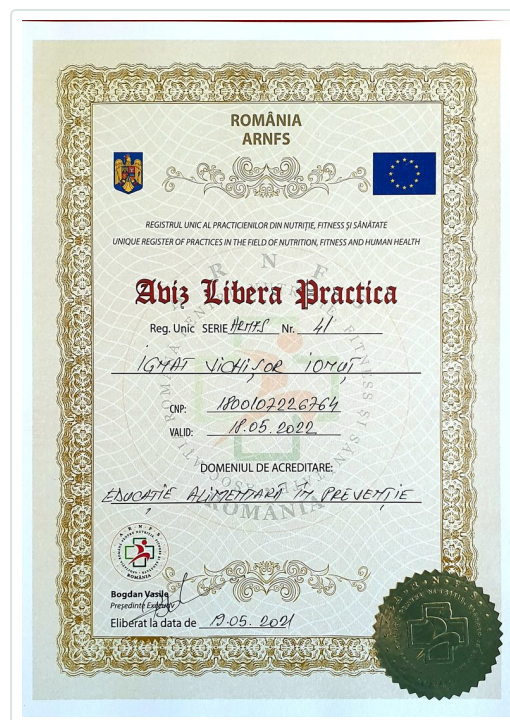 ROMÂNIA
ARNFS
REGISTRUL UNIC AL PRACTICIENILOR DIN NUTRIȚIE, FITNESS ȘI SĂNĂTATE
UNIQUE REGISTER OF PRACTICES IN THE FIELD OF NUTRITION, FITNESS AND HUMAN HEALTH
Aviz Libera Practica
Reg. Unic SERIE ARNFS Nr. 41
IGMAT VICHIȘOR IONUȚ
CNP: 1800107226764
VALID: 18.05.2022
DOMENIUL DE ACREDITARE:
EDUCAȚIE ALIMENTARĂ ÎN PREVENȚIE
ROMÂNIA
Bogdan Vasile
Președinte Executiv
Eliberat la data de 19.05.2021